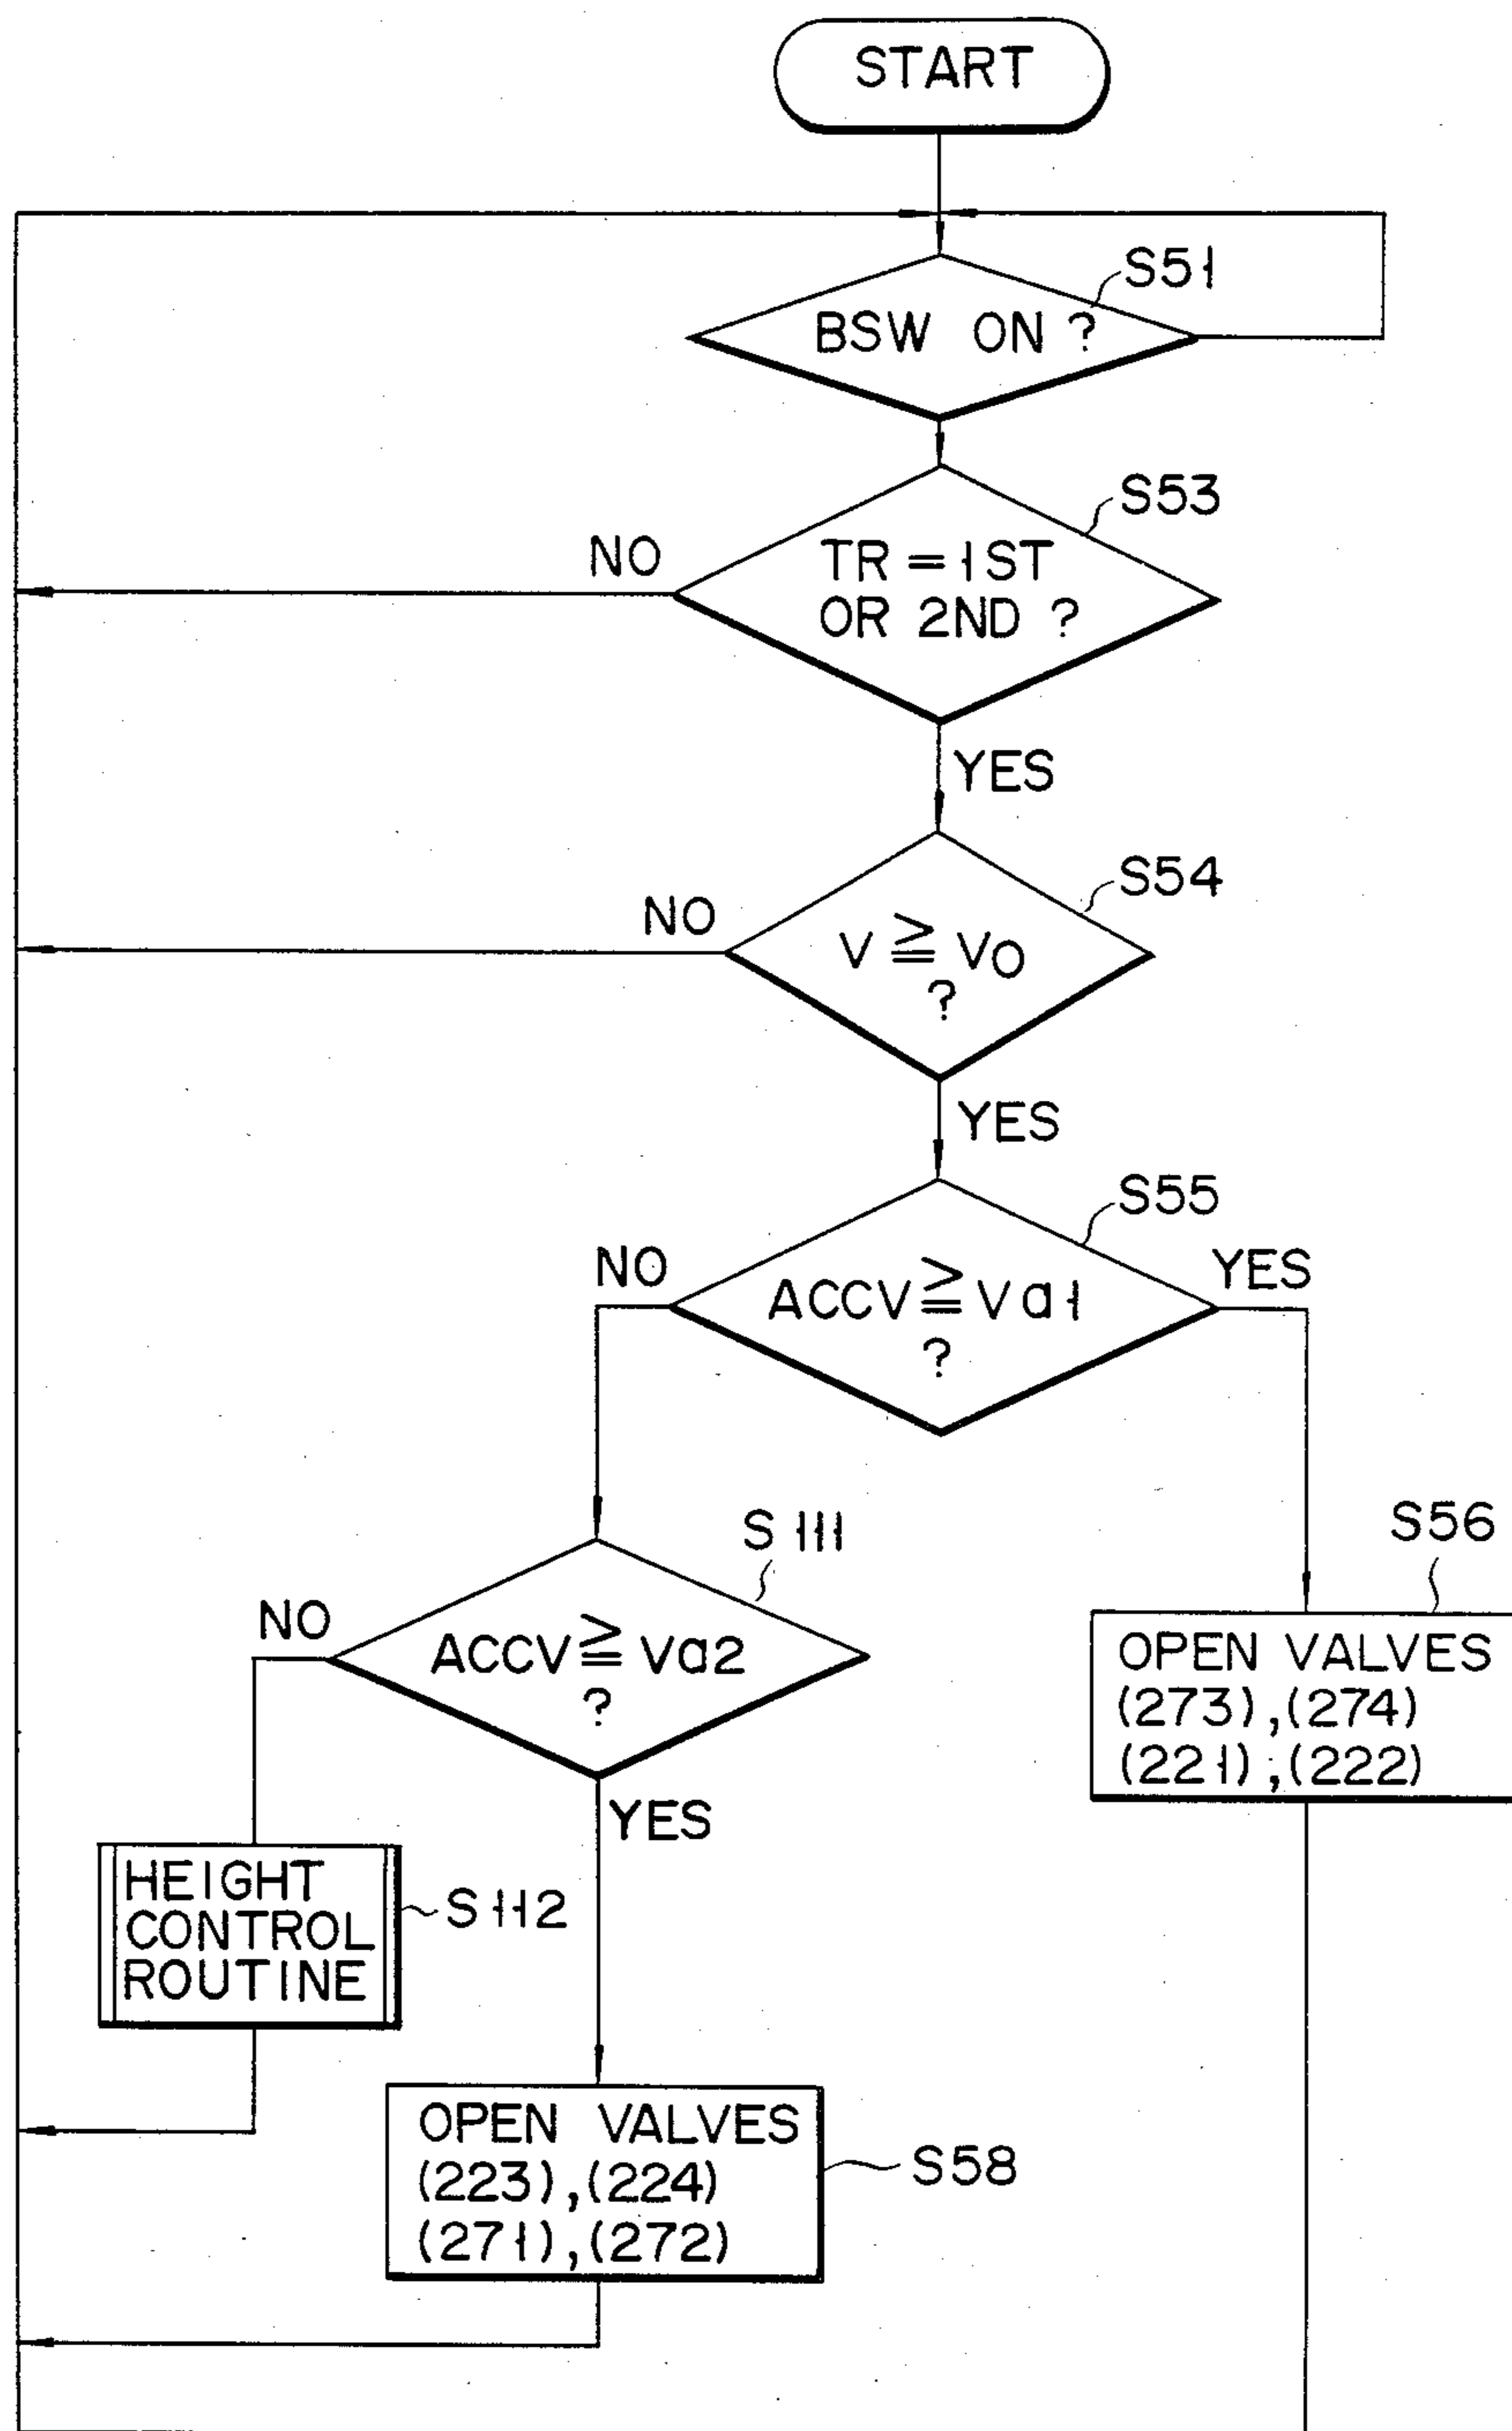 START
S51
BSW ON ?
S53
NO
TR = 1ST
OR 2ND ?
YES
S54
NO
V ≧ VO
?
YES
S55
NO
YES
ACCV ≧ Va1
?
S111
S56
NO
ACCV ≧ Va2
?
OPEN VALVES
(273),(274)
(221),(222)
YES
HEIGHT
CONTROL
ROUTINE
S112
OPEN VALVES
(223),(224)
(271),(272)
S58